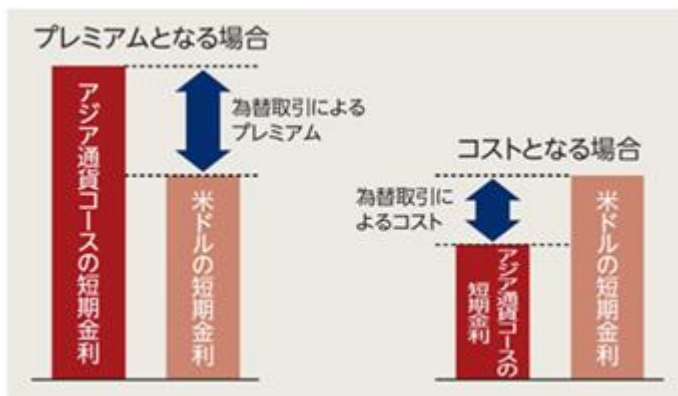 プレミアムとなる場合
アジア通貨コースの短期金利
為替取引による
プレミアム
米ドルの短期金利
コストとなる場合
為替取引に
よるコスト
アジア通貨コースの
短期金利
米ドルの短期金利